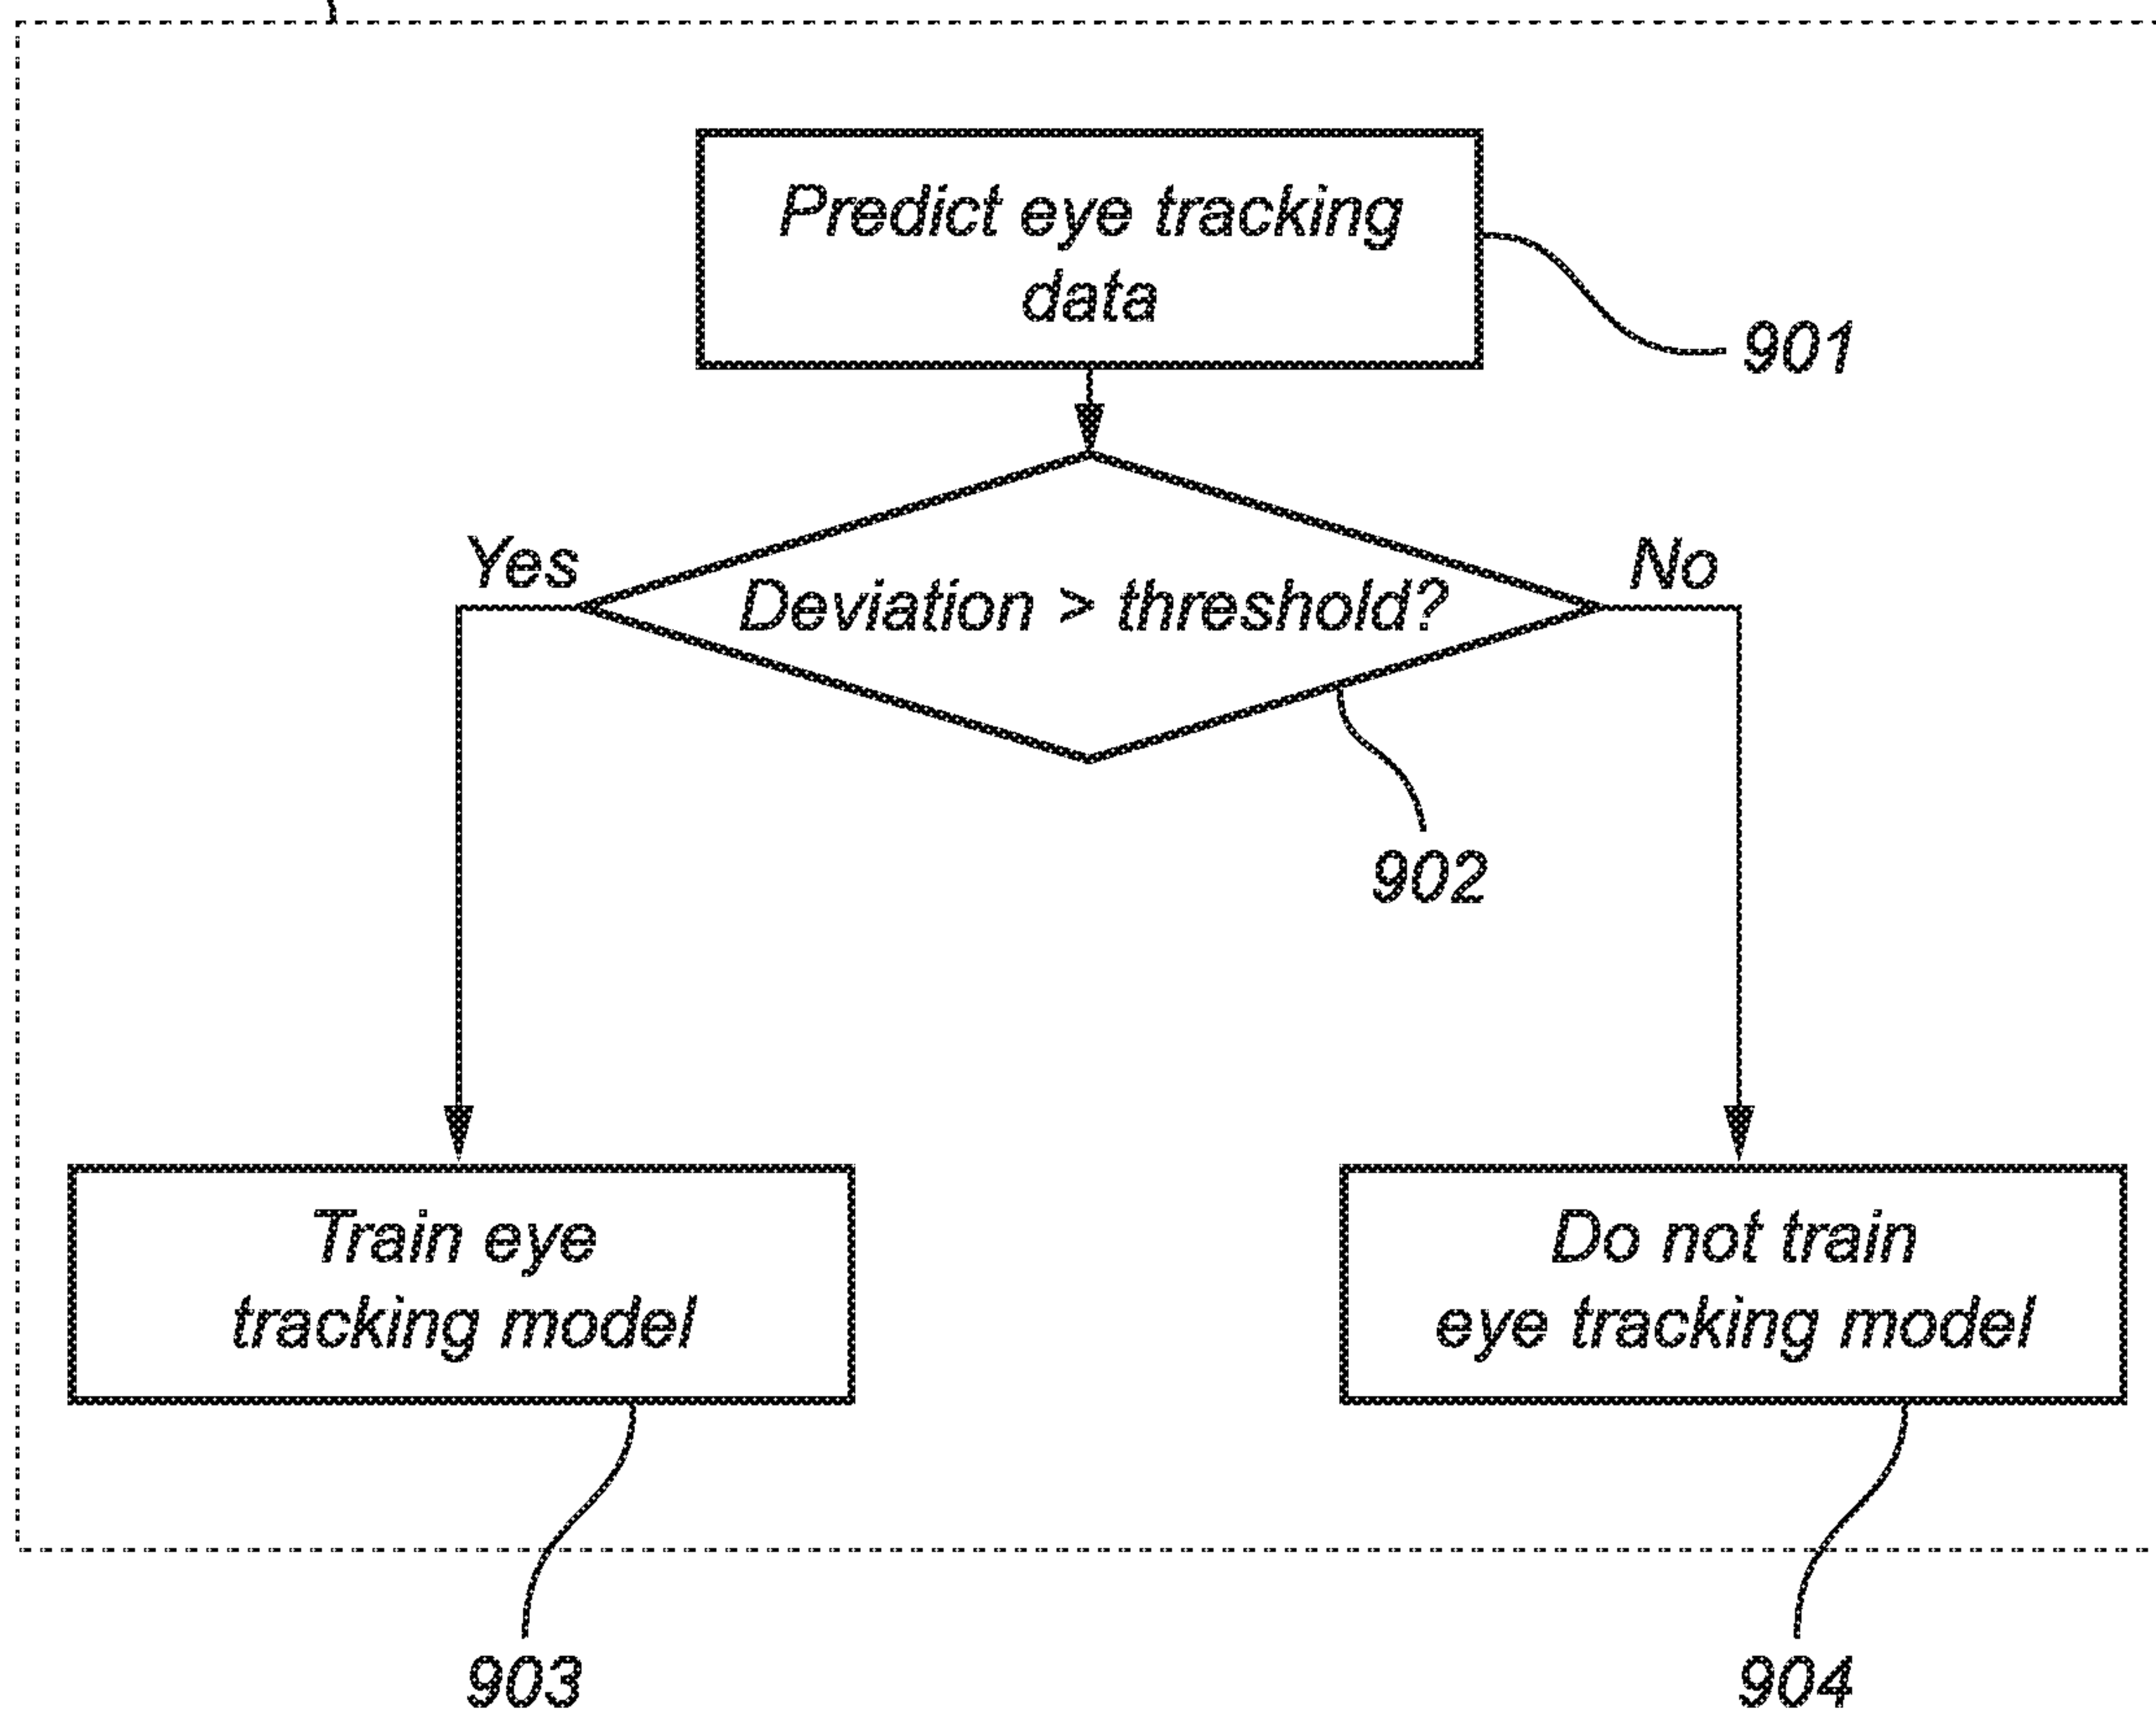 Predict eye tracking
data
901
Yes
No
Deviation > threshold?
902
Train eye
tracking model
Do not train
eye tracking model
903
904